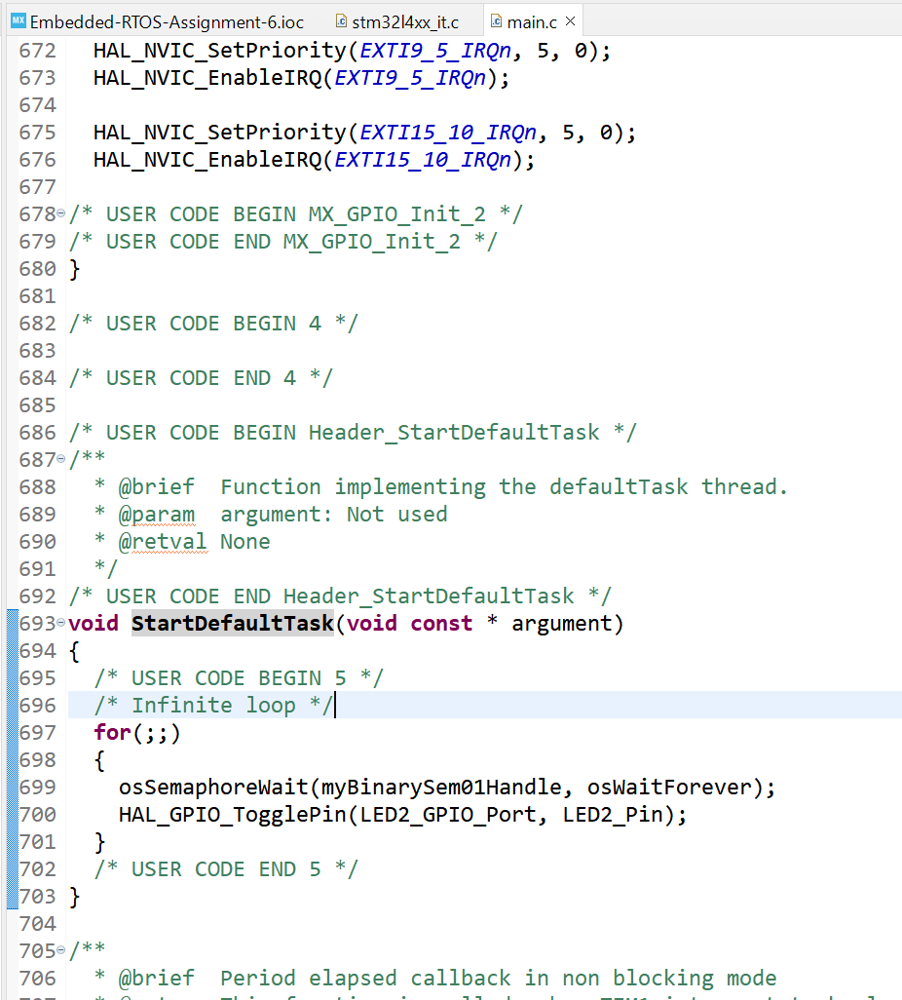 MX Embedded-RTOS-Assignment-6.ioc stm32l4xx_it.c main.c
672 HAL_NVIC_SetPriority(EXTI9_5_IRQn, 5, 0);
673 HAL_NVIC_EnableIRQ(EXTI9_5_IRQn);
674
675 HAL_NVIC_SetPriority(EXTI15_10_IRQn, 5, 0);
676 HAL_NVIC_EnableIRQ(EXTI15_10_IRQn);
677
678 /* USER CODE BEGIN MX_GPIO_Init_2 */
679 /* USER CODE END MX_GPIO_Init_2 */
680 }
681
682 /* USER CODE BEGIN 4 */
683
684 /* USER CODE END 4 */
685
686 /* USER CODE BEGIN Header_StartDefaultTask */
687 /**
688 * @brief Function implementing the defaultTask thread.
689 * @param argument: Not used
690 * @retval None
691 */
692 /* USER CODE END Header_StartDefaultTask */
693 void StartDefaultTask(void const * argument)
694 {
695 /* USER CODE BEGIN 5 */
696 /* Infinite loop */
697 for(;;)
698 {
699 osSemaphoreWait(myBinarySem01Handle, osWaitForever);
700 HAL_GPIO_TogglePin(LED2_GPIO_Port, LED2_Pin);
701 }
702 /* USER CODE END 5 */
703 }
704
705 /**
706 * @brief Period elapsed callback in non blocking mode